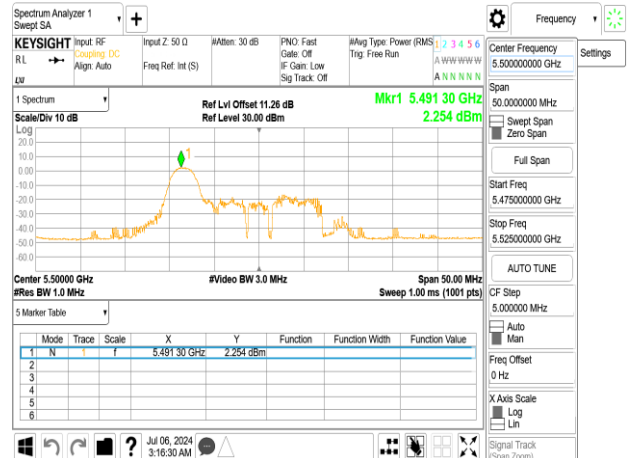 Spectrum Analyzer 1
Swept SA
Frequency
KEYSIGHT
Input: RF
Coupling: DC
Align: Auto
Input Z: 50 Ω
Freq Ref: Int (S)
#Atten: 30 dB
PNO: Fast
Gate: Off
IF Gain: Low
Sig Track: Off
#Avg Type: Power (RMS
Trig: Free Run
1 2 3 4 5 6
A W W W W W
A N N N N N
R L
Settings
Center Frequency
5.500000000 GHz
Span
50.0000000 MHz
Swept Span
Zero Span
Full Span
Start Freq
5.475000000 GHz
Stop Freq
5.525000000 GHz
AUTO TUNE
CF Step
5.000000 MHz
Auto
Man
Freq Offset
0 Hz
X Axis Scale
Log
Lin
Signal Track
(Span Zoom)
1 Spectrum
Scale/Div 10 dB
Ref Lvl Offset 11.26 dB
Ref Level 30.00 dBm
Mkr1 5.491 30 GHz
2.254 dBm
Log
20.0
10.0
0.00
-10.0
-20.0
-30.0
-40.0
-50.0
-60.0
1
Center 5.50000 GHz
#Video BW 3.0 MHz
Span 50.00 MHz
#Res BW 1.0 MHz
Sweep 1.00 ms (1001 pts)
5 Marker Table
Mode Trace Scale X Y Function Function Width Function Value
1 N 1 f 5.491 30 GHz 2.254 dBm
2
3
4
5
6
?
Jul 06, 2024
3:16:30 AM